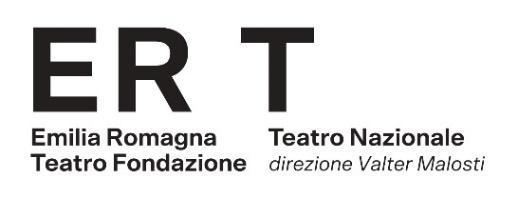 ER T
Emilia Romagna
Teatro Fondazione
Teatro Nazionale
direzione Valter Malosti